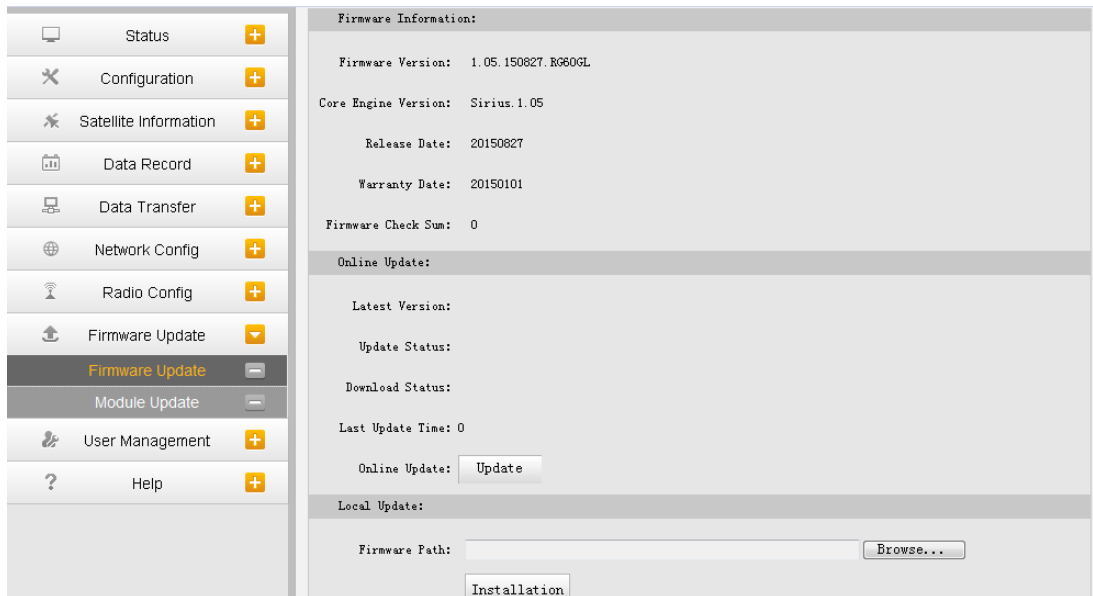 Status
Configuration
Satellite Information
Data Record
Data Transfer
Network Config
Radio Config
Firmware Update
Firmware Update
Module Update
User Management
? Help
Firmware Information:
Firmware Version: 1.05.150827.RG60GL
Core Engine Version: Sirius.1.05
Release Date: 20150827
Warranty Date: 20150101
Firmware Check Sum: 0
Online Update:
Latest Version:
Update Status:
Download Status:
Last Update Time: 0
Online Update: Update
Local Update:
Firmware Path: Browse...
Installation